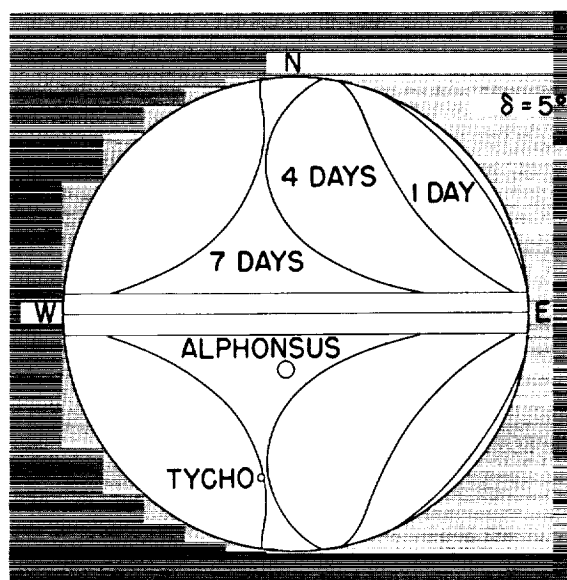 N
δ = 5°
4 DAYS
1 DAY
7 DAYS
W
E
ALPHONSUS
TYCHO